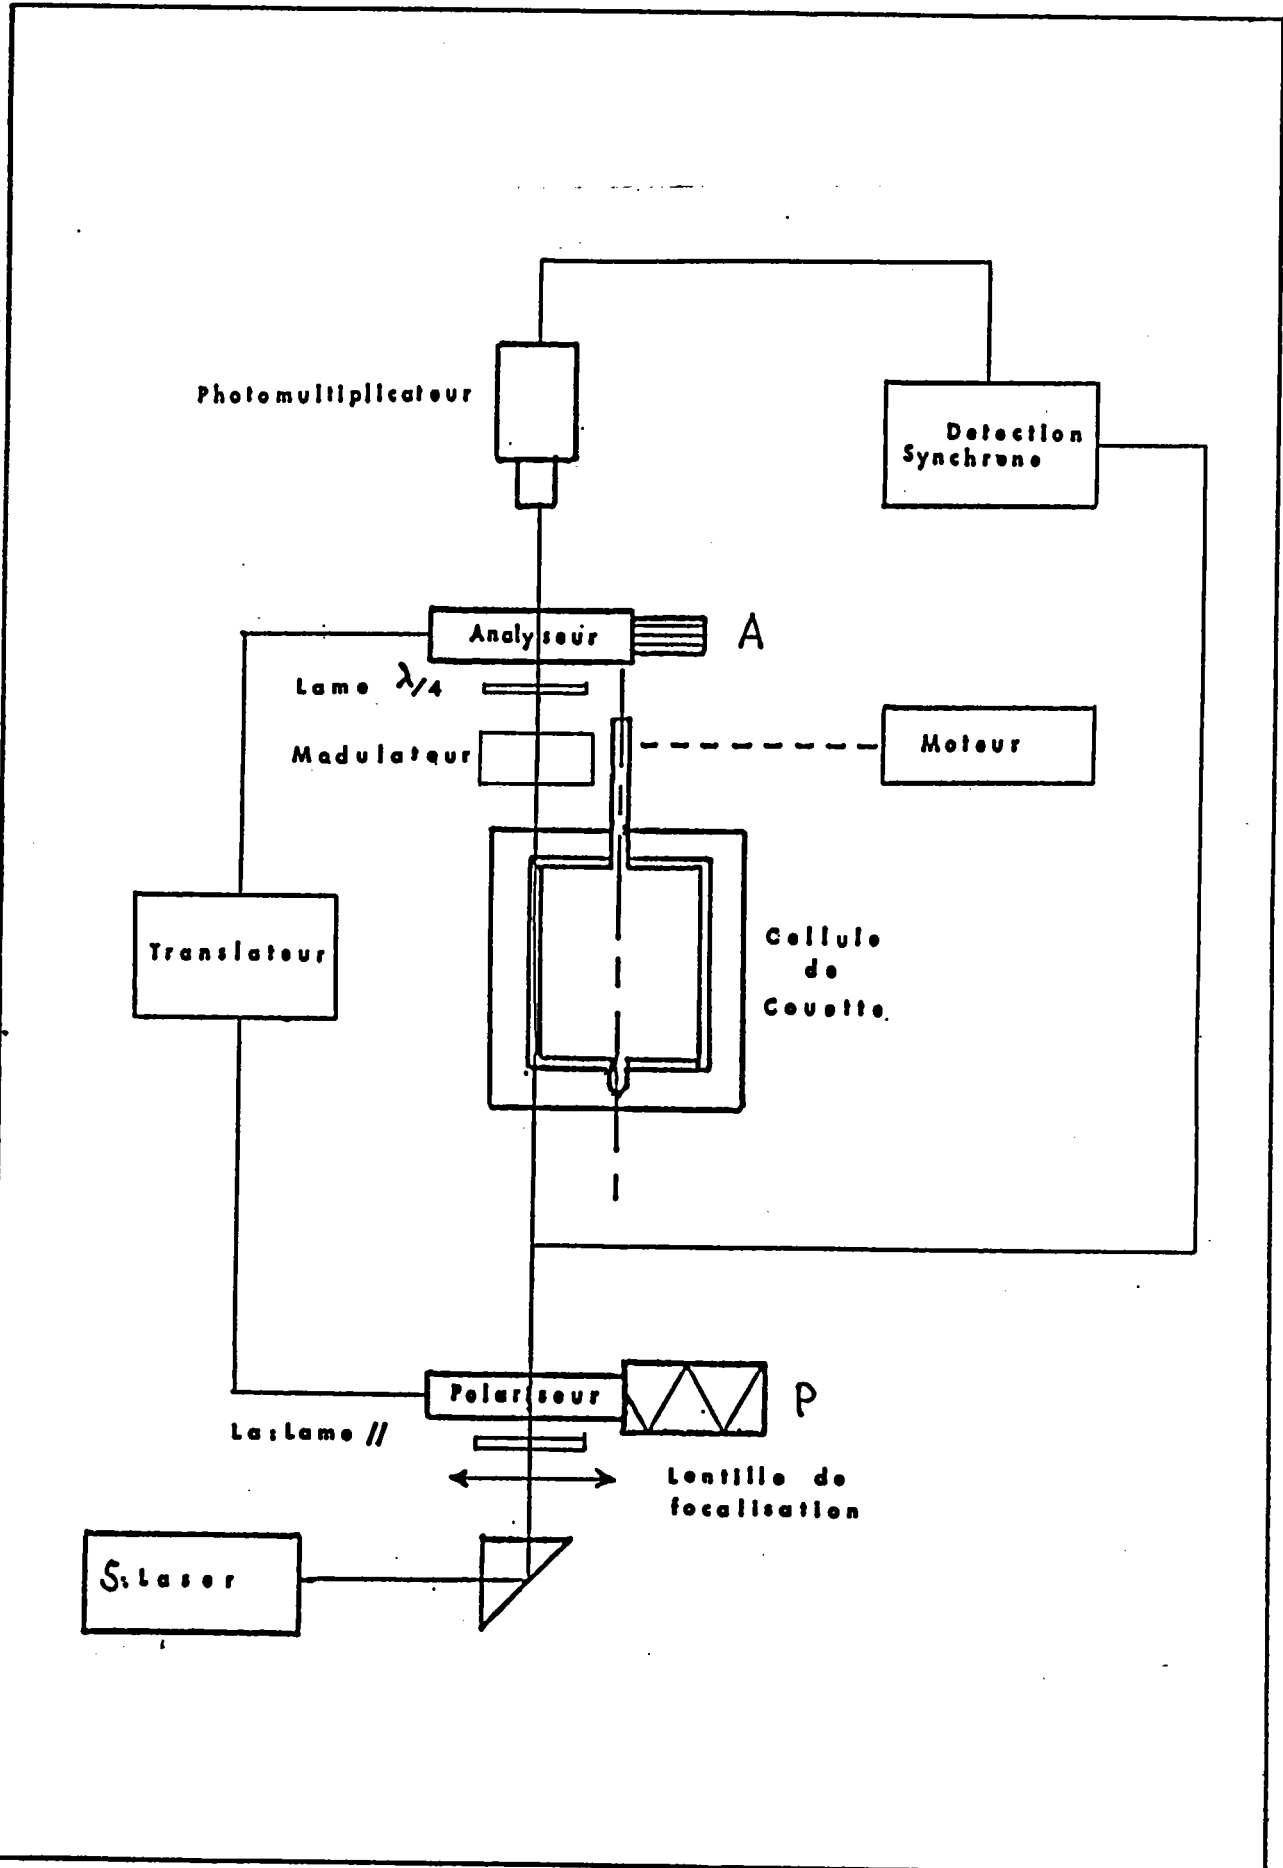 Photomultiplicateur
Detection
Synchrone
Analyseur
A
Lame λ/4
Modulateur
Moteur
Translateur
Cellule
de
Couette
Polariseur
P
La:Lame //
Lentille de
focalisation
S:Laser